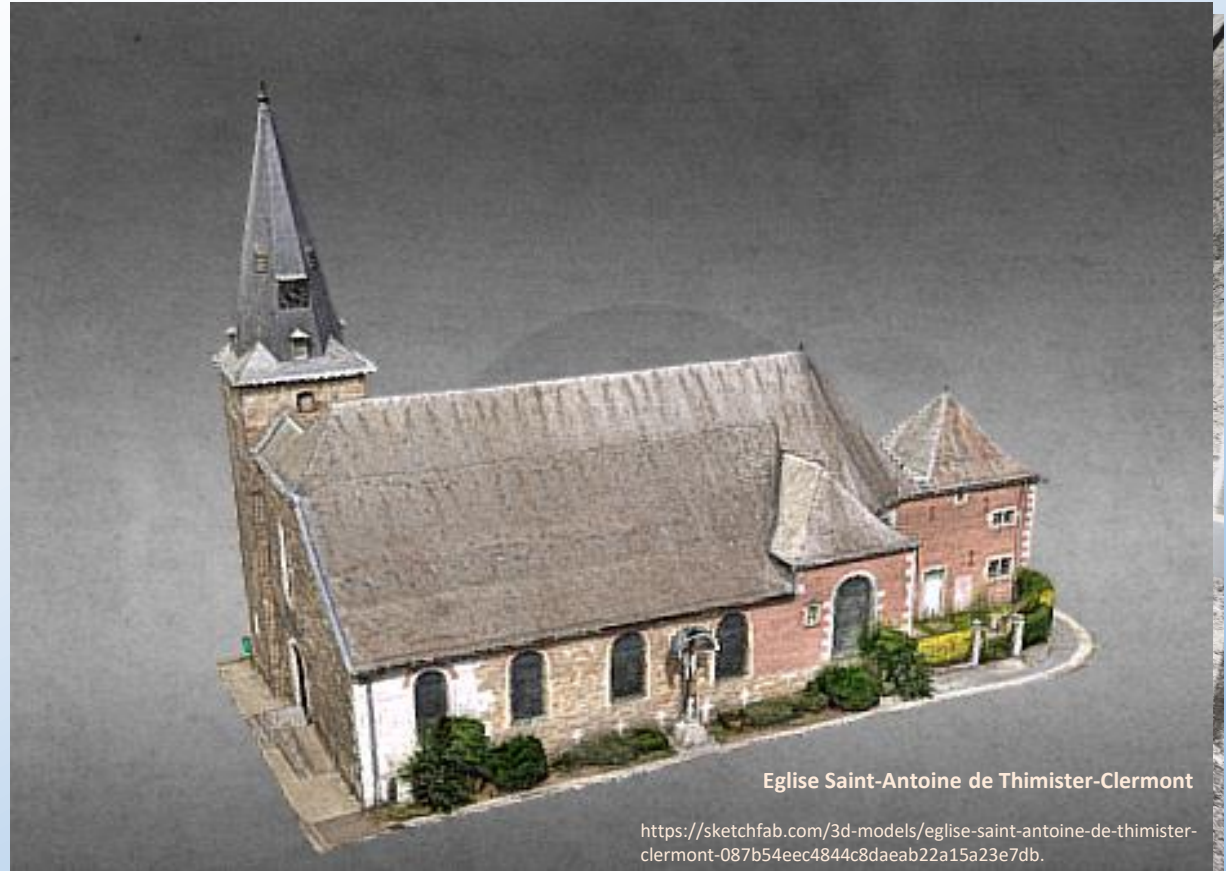 Eglise Saint-Antoine de Thimister-Clermont
https://sketchfab.com/3d-models/eglise-saint-antoine-de-thimister-
clermont-087b54eec4844c8daeab22a15a23e7db.